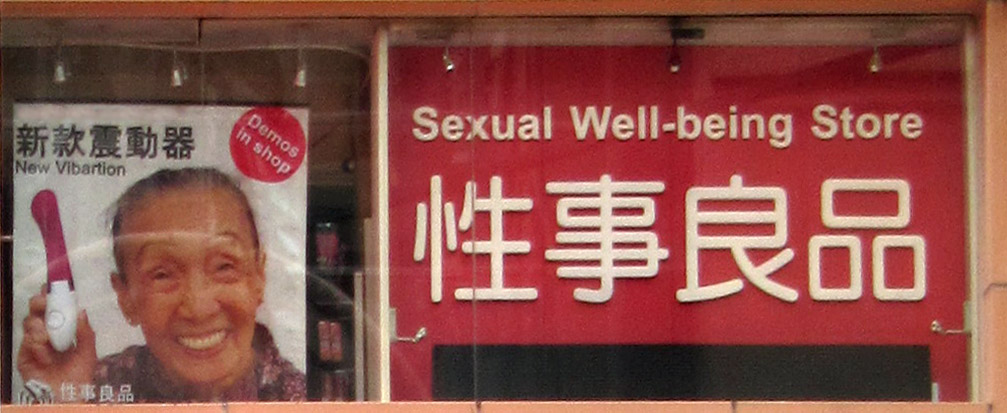 新款震動器
New Vibartion
Demos
in shop
性事良品
Sexual Well-being Store
性事良品